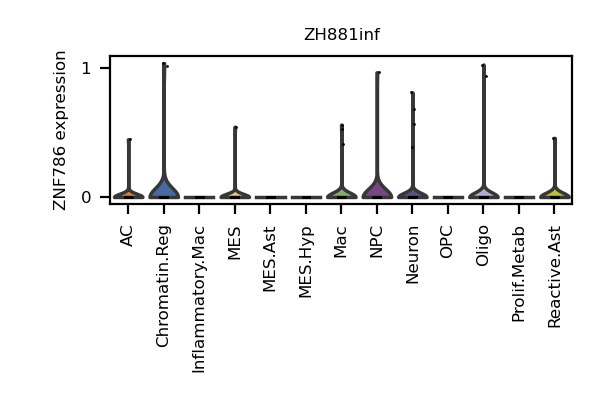 ZH881inf
ZNF786 expression
1
0
AC
Chromatin.Reg
Inflammatory.Mac
MES
MES.Ast
MES.Hyp
Mac
NPC
Neuron
OPC
Oligo
Prolif.Metab
Reactive.Ast